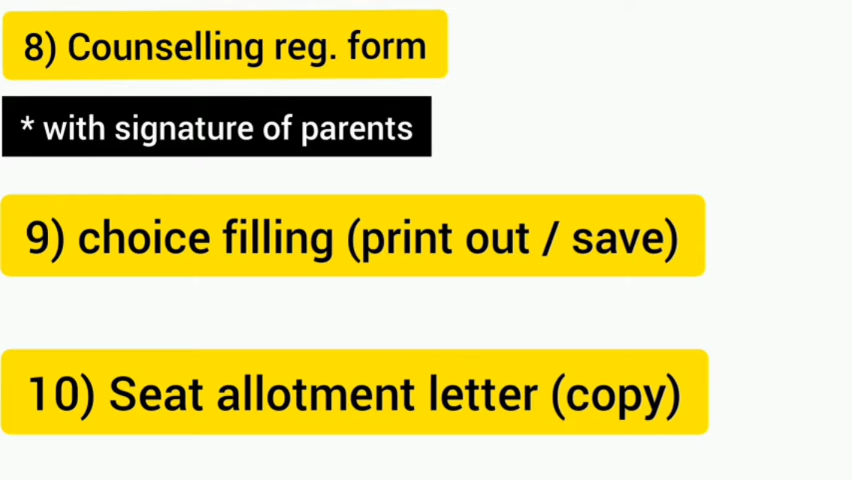 8) Counselling reg. form
* with signature of parents
9) choice filling (print out / save)
10) Seat allotment letter (copy)